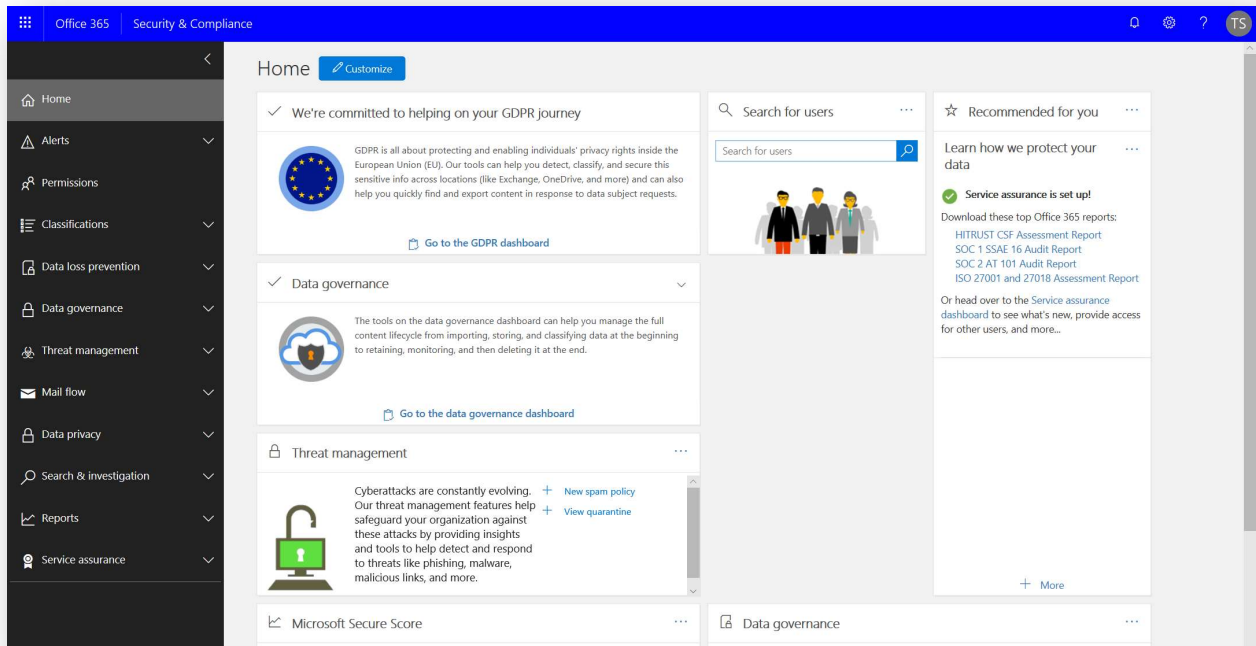 Office 365
Security & Compliance
?
TS
Home
Alerts
Permissions
Classifications
Data loss prevention
Data governance
Threat management
Mail flow
Data privacy
Search & investigation
Reports
Service assurance
Home
Customize
We're committed to helping on your GDPR journey
GDPR is all about protecting and enabling individuals' privacy rights inside the
European Union (EU). Our tools can help you detect, classify, and secure this
sensitive info across locations (like Exchange, OneDrive, and more) and can also
help you quickly find and export content in response to data subject requests.
Go to the GDPR dashboard
Data governance
The tools on the data governance dashboard can help you manage the full
content lifecycle from importing, storing, and classifying data at the beginning
to retaining, monitoring, and then deleting it at the end.
Go to the data governance dashboard
Threat management
Cyberattacks are constantly evolving.
Our threat management features help
safeguard your organization against
these attacks by providing insights
and tools to help detect and respond
to threats like phishing, malware,
malicious links, and more.
New spam policy
View quarantine
Microsoft Secure Score
Search for users
Search for users
Recommended for you
Learn how we protect your
data
Service assurance is set up!
Download these top Office 365 reports:
HITRUST CSF Assessment Report
SOC 1 SSAE 16 Audit Report
SOC 2 AT 101 Audit Report
ISO 27001 and 27018 Assessment Report
Or head over to the Service assurance
dashboard to see what's new, provide access
for other users, and more...
+ More
Data governance